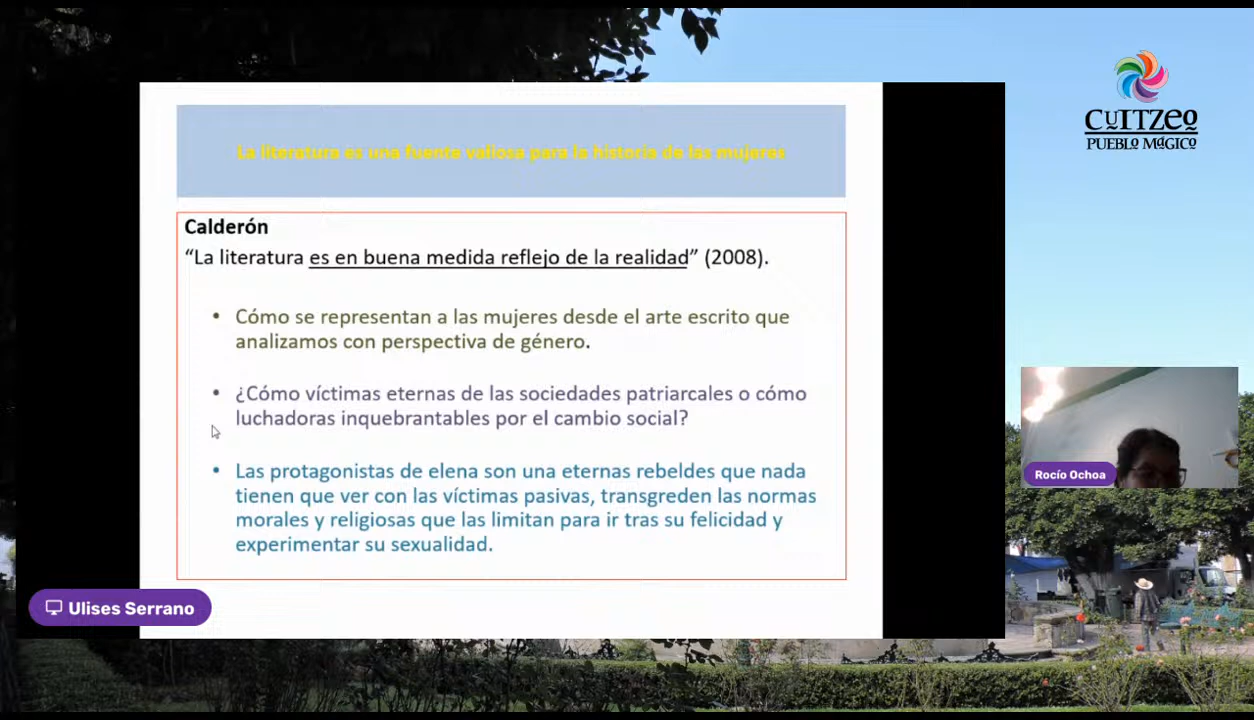 La literatura es una fuente valiosa para la historia de las mujeres
Calderón
“La literatura es en buena medida reflejo de la realidad” (2008).
• Cómo se representan a las mujeres desde el arte escrito que
analizamos con perspectiva de género.
• ¿Cómo víctimas eternas de las sociedades patriarcales o cómo
luchadoras inquebrantables por el cambio social?
• Las protagonistas de elena son una eternas rebeldes que nada
tienen que ver con las víctimas pasivas, transgreden las normas
morales y religiosas que las limitan para ir tras su felicidad y
experimentar su sexualidad.
Ulises Serrano
CUITZEO
PUEBLO MáGICO
Rocío Ochoa